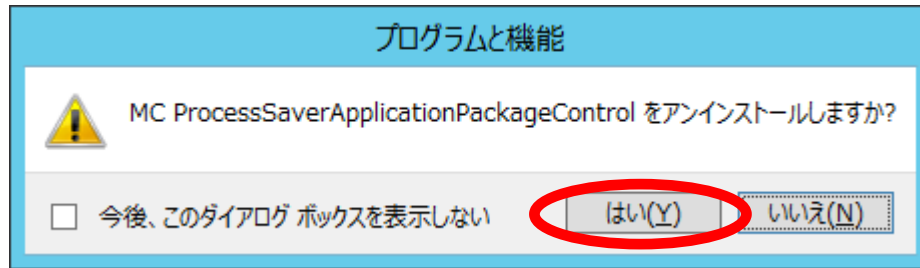 プログラムと機能
MC ProcessSaverApplicationPackageControl をアンインストールしますか?
今後、このダイアログ ボックスを表示しない
はい(Y)
いいえ(N)